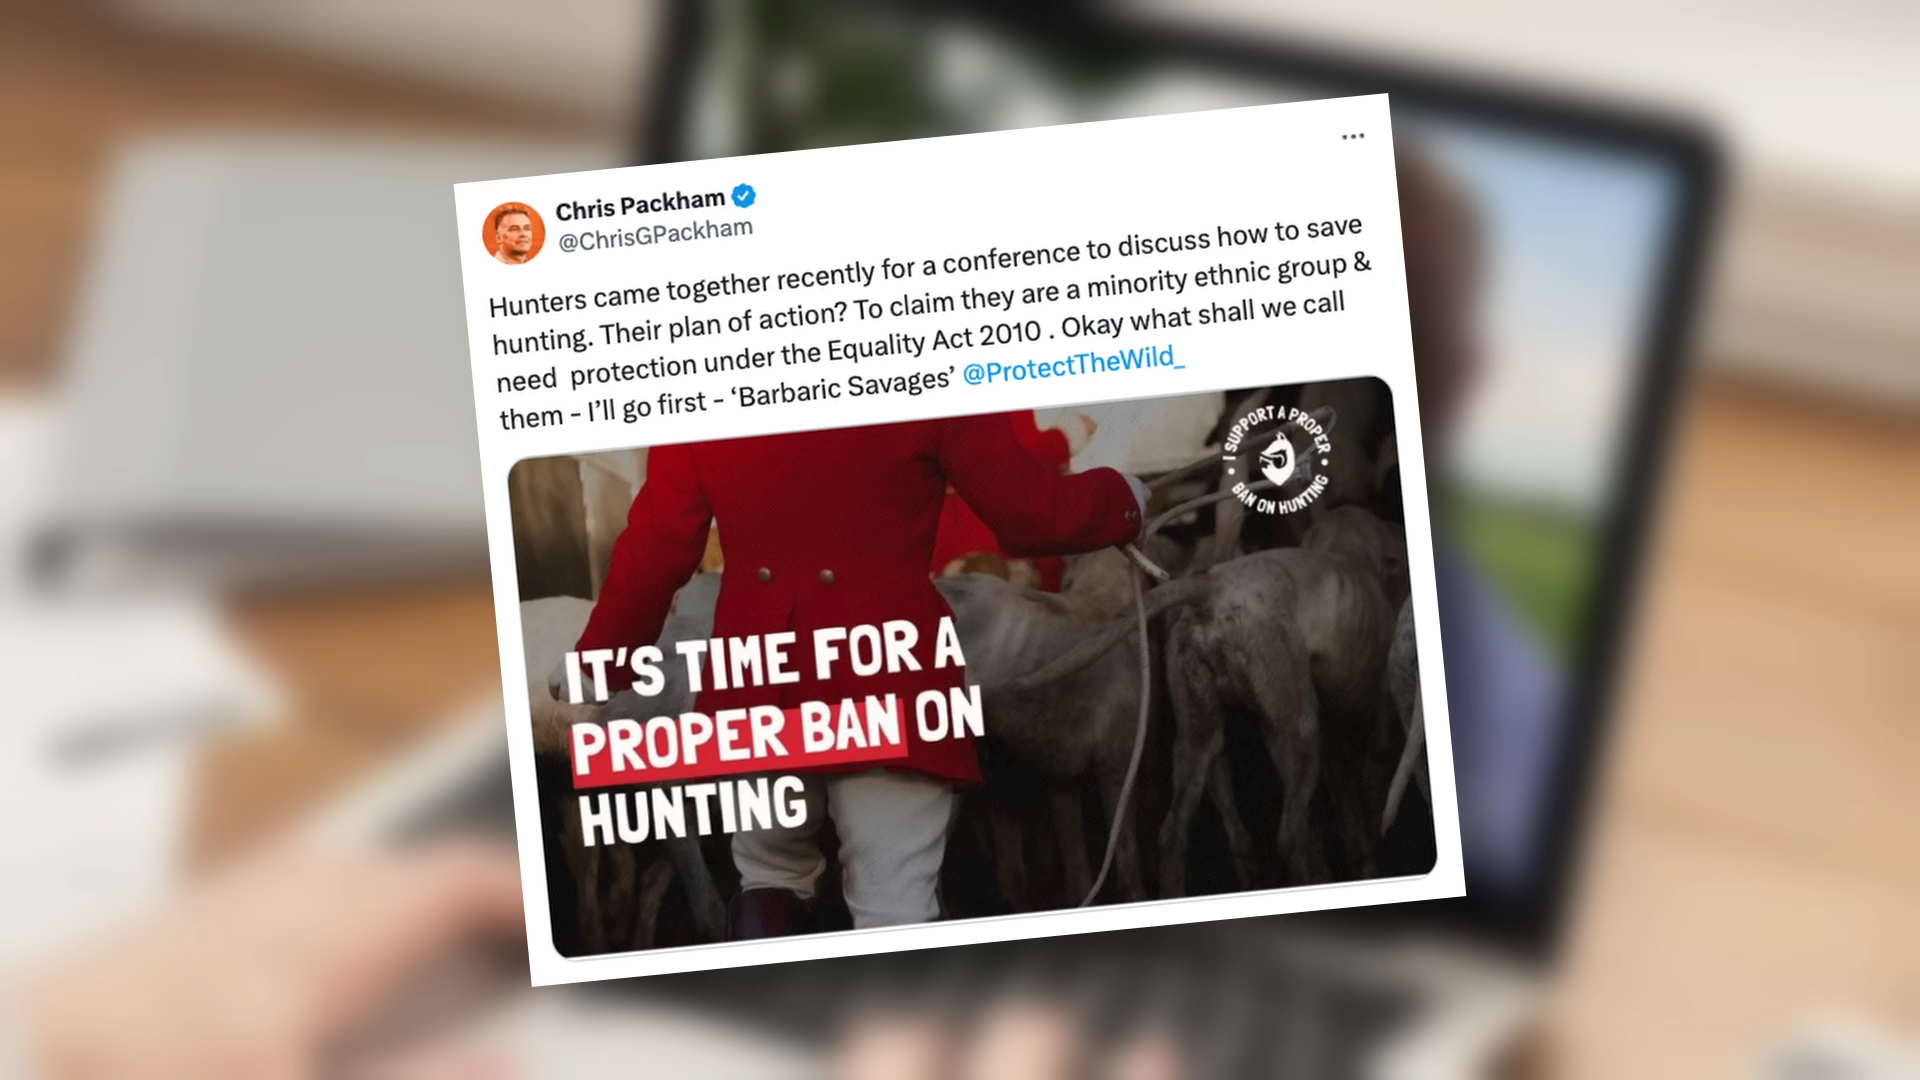 Chris Packham
@ChrisGPackham
Hunters came together recently for a conference to discuss how to save
hunting. Their plan of action? To claim they are a minority ethnic group &
need  protection under the Equality Act 2010 . Okay what shall we call
them - I’ll go first - ‘Barbaric Savages’ @ProtectTheWild_
I SUPPORT A PROPER
BAN ON HUNTING
IT’S TIME FOR A
PROPER BAN ON
HUNTING